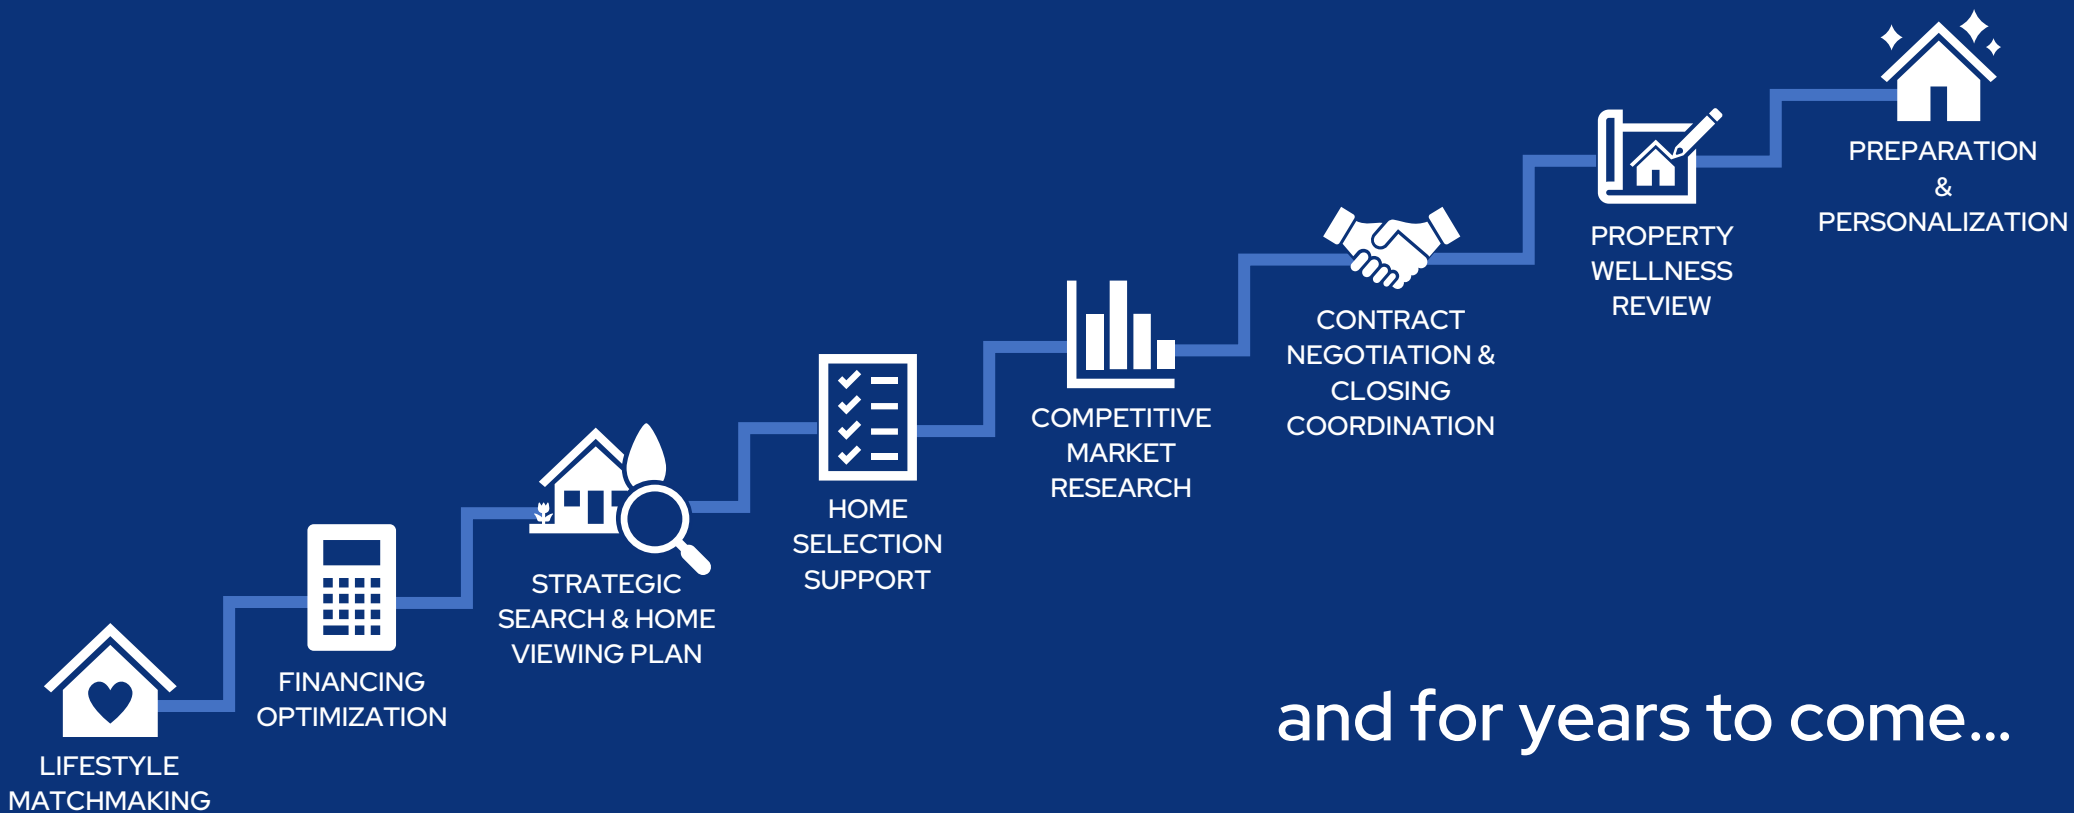 LIFESTYLE
MATCHMAKING
FINANCING
OPTIMIZATION
STRATEGIC
SEARCH & HOME
VIEWING PLAN
HOME
SELECTION
SUPPORT
COMPETITIVE
MARKET
RESEARCH
CONTRACT
NEGOTIATION &
CLOSING
COORDINATION
PROPERTY
WELLNESS
REVIEW
PREPARATION
&
PERSONALIZATION
and for years to come...